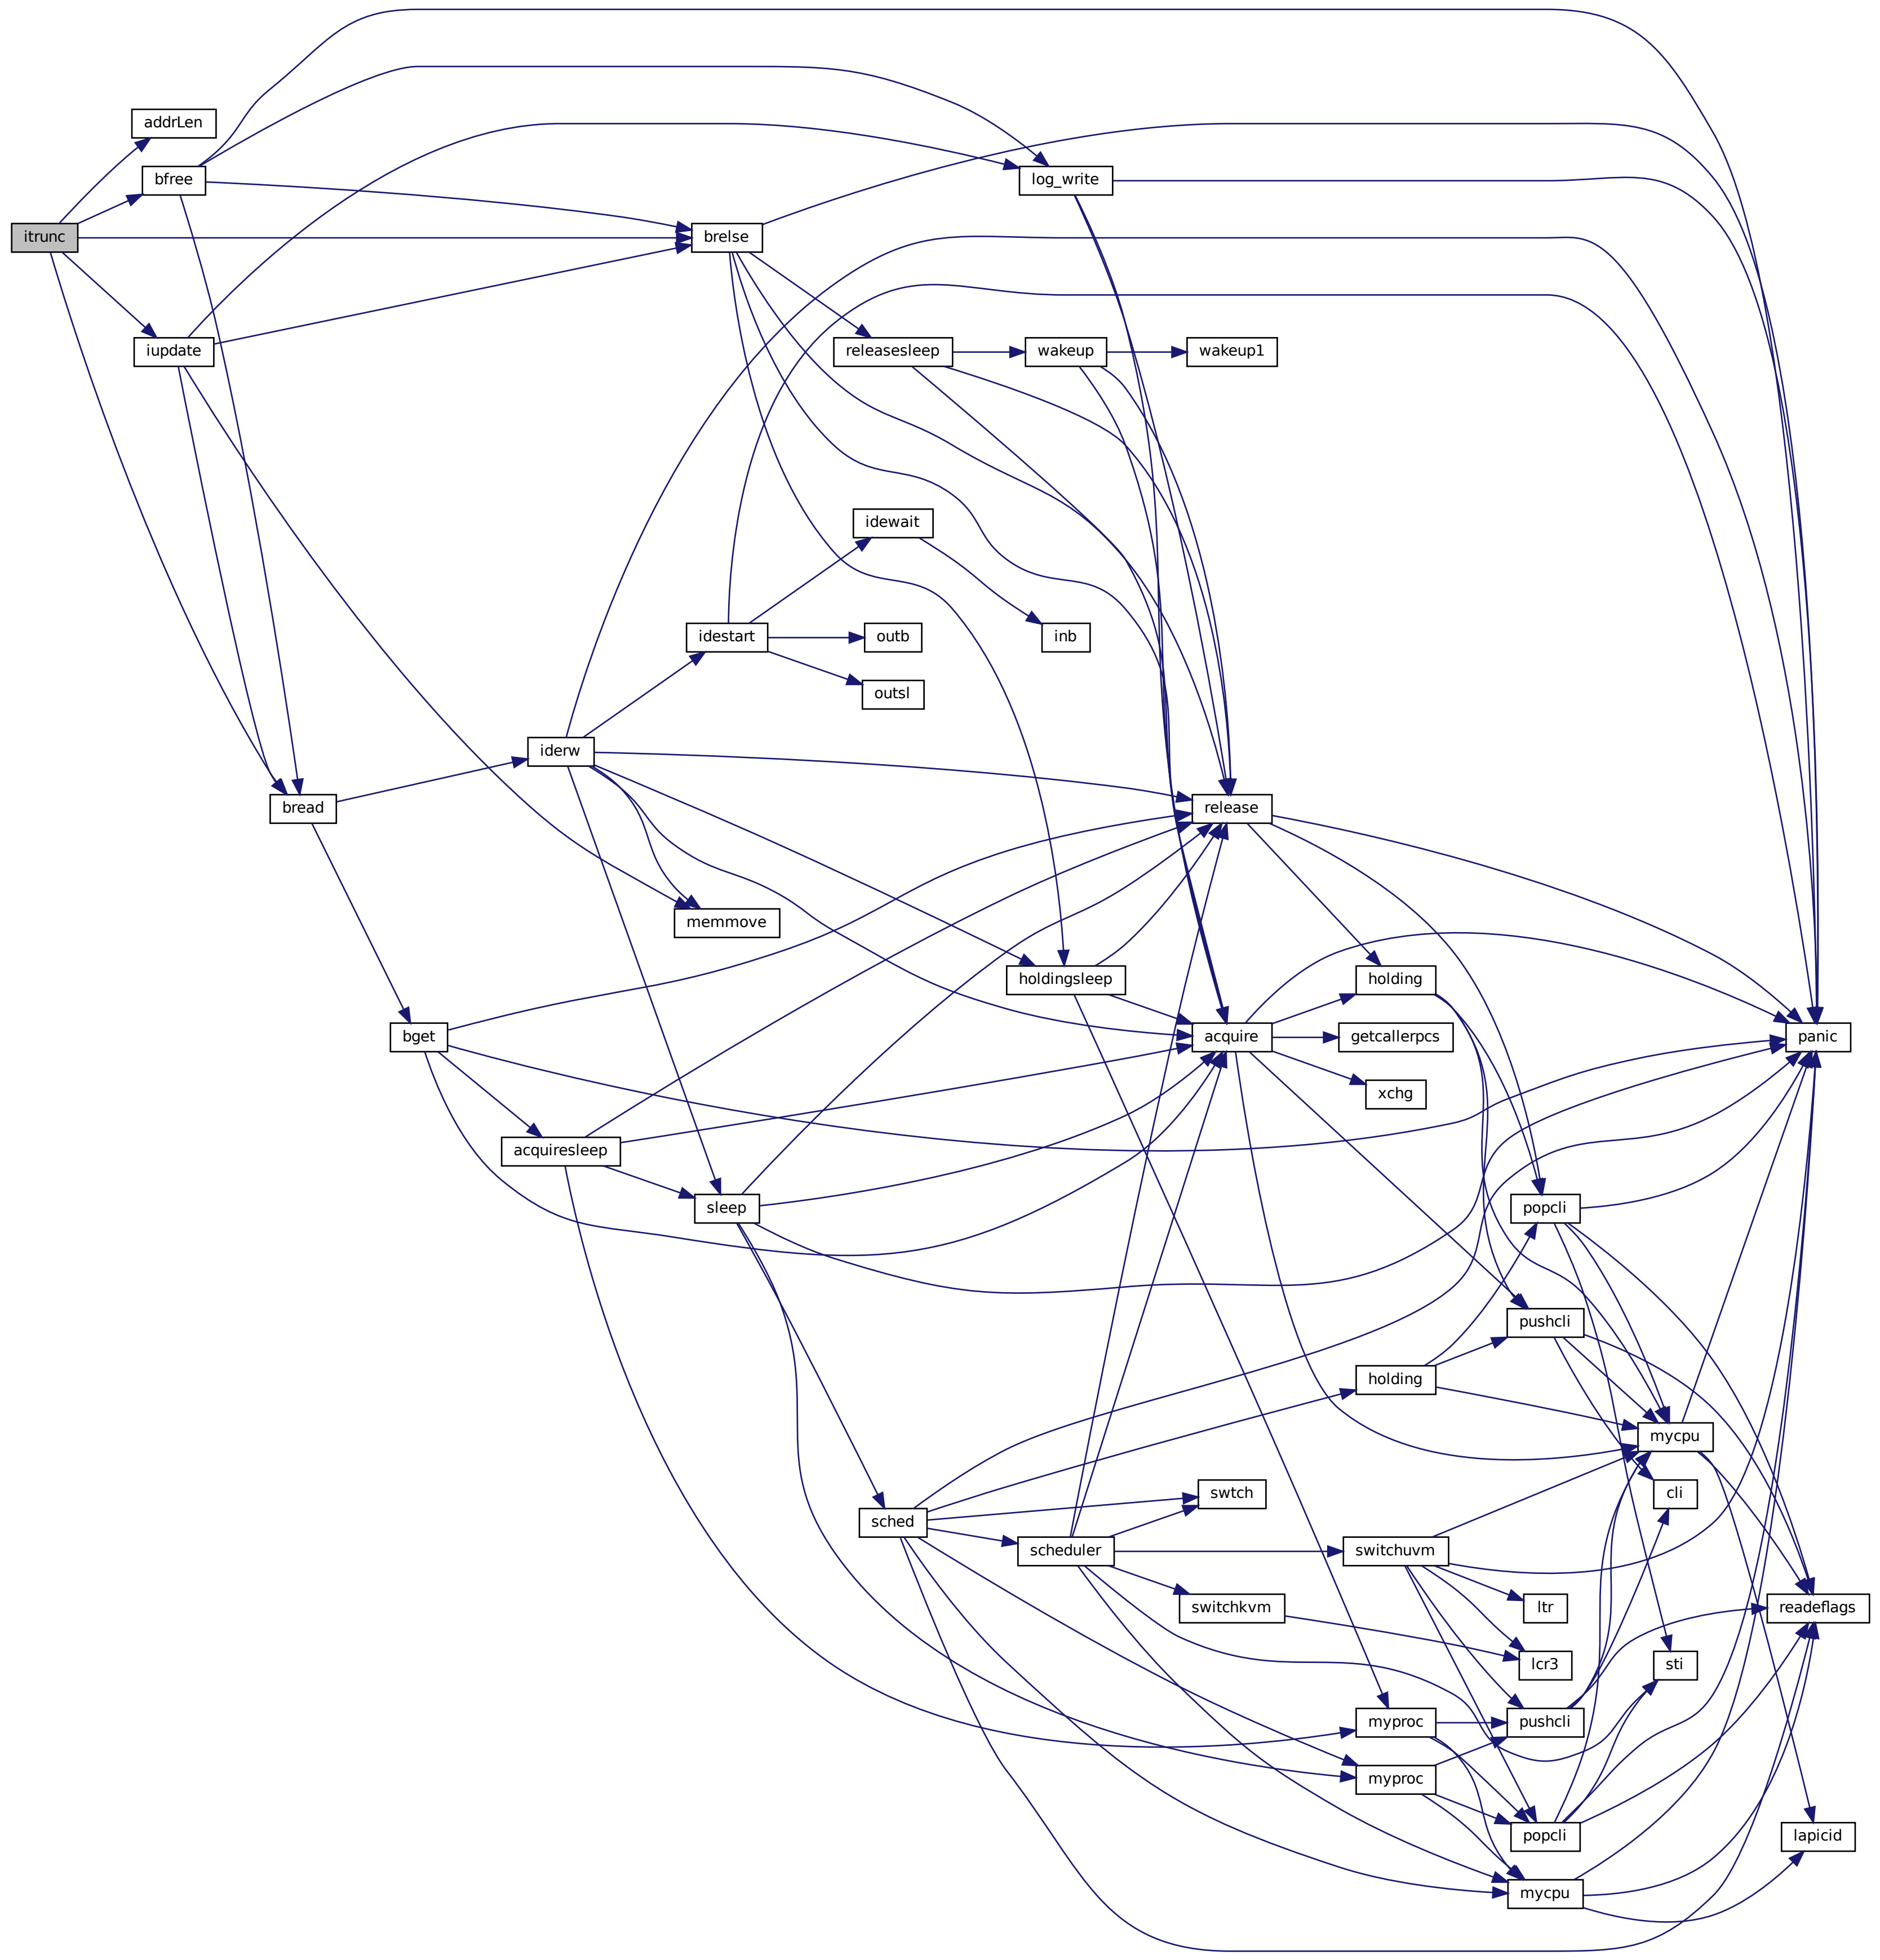 addrLen
bfree
log_write
itrunc
brelse
iupdate
releasesleep
wakeup
wakeup1
idewait
idestart
outb
inb
outsl
iderw
bread
release
memmove
holdingsleep
holding
bget
acquire
getcallerpcs
panic
xchg
acquiresleep
sleep
popcli
pushcli
holding
mycpu
swtch
cli
sched
scheduler
switchuvm
switchkvm
ltr
readeflags
lcr3
sti
myproc
pushcli
myproc
popcli
lapicid
mycpu